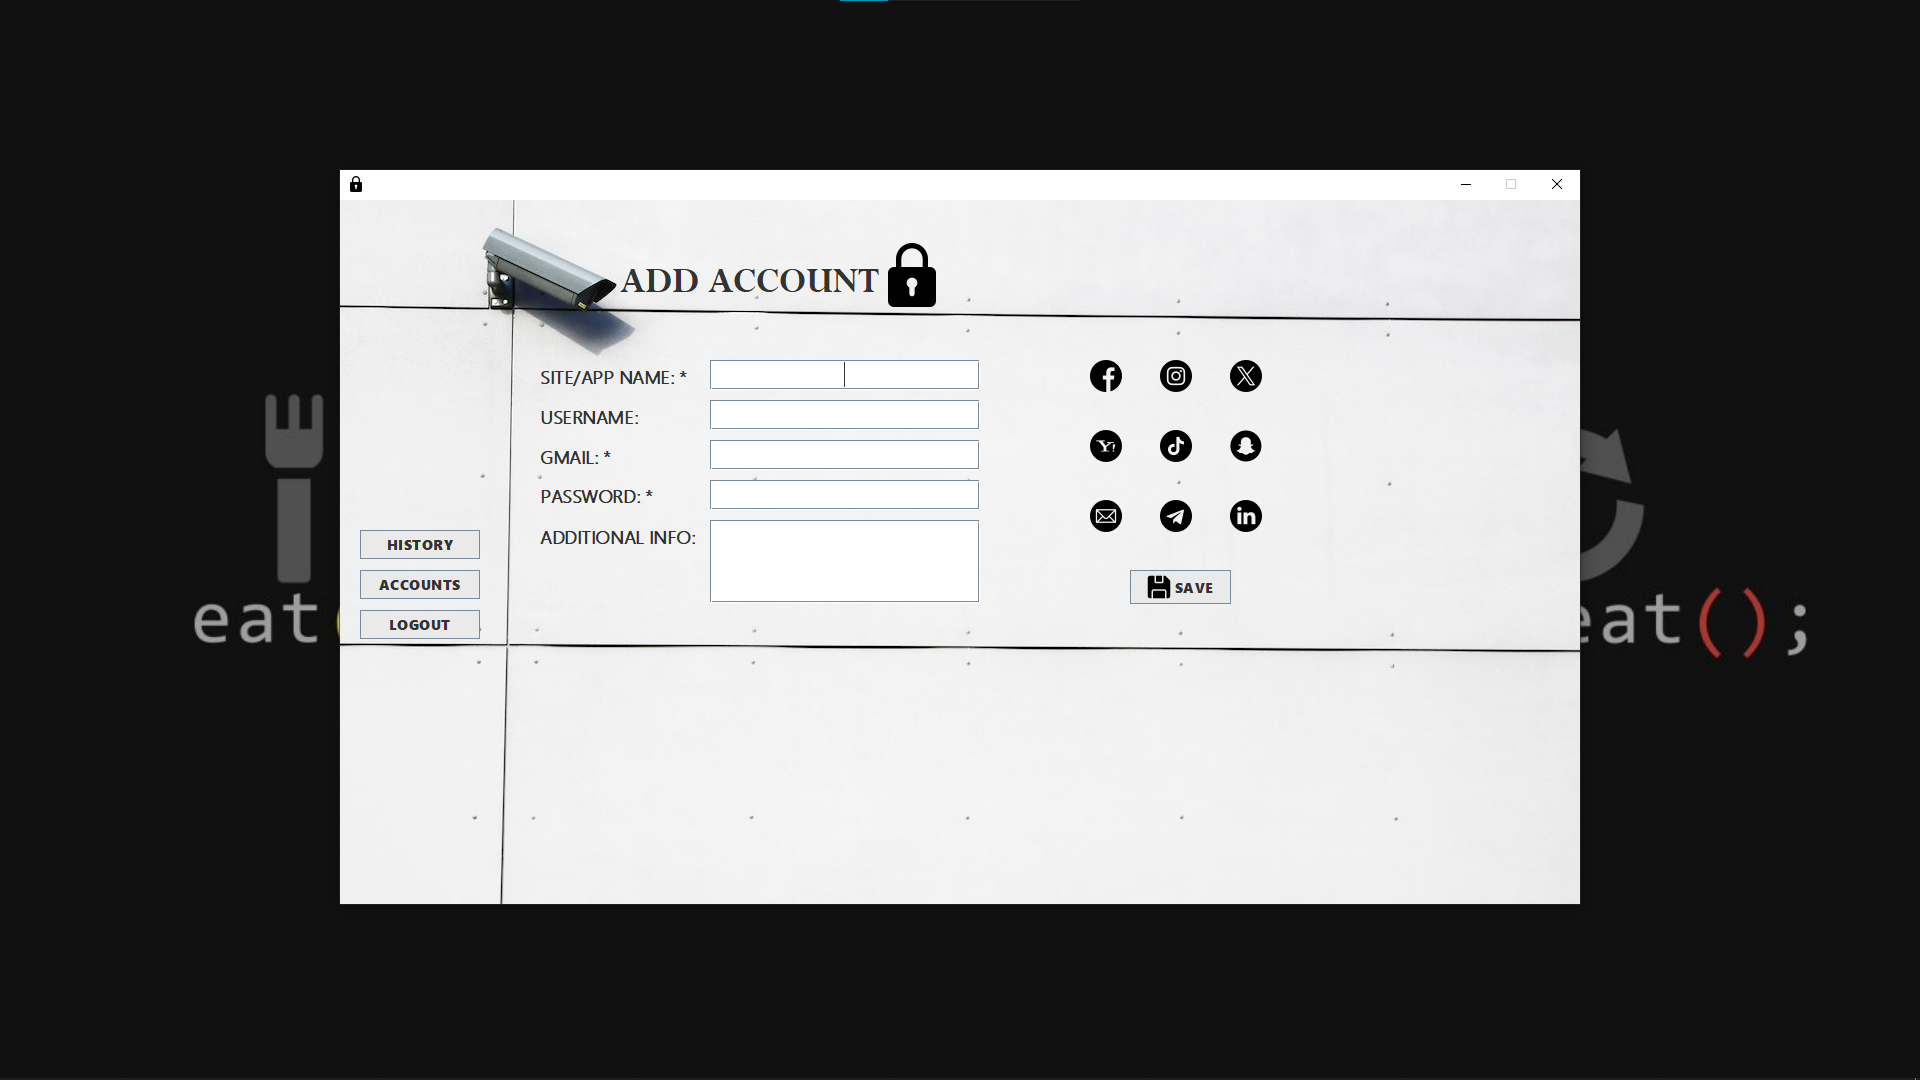 ADD ACCOUNT
SITE/APP NAME: *
USERNAME:
GMAIL: *
PASSWORD: *
ADDITIONAL INFO:
HISTORY
ACCOUNTS
LOGOUT
SAVE
eat
eat();